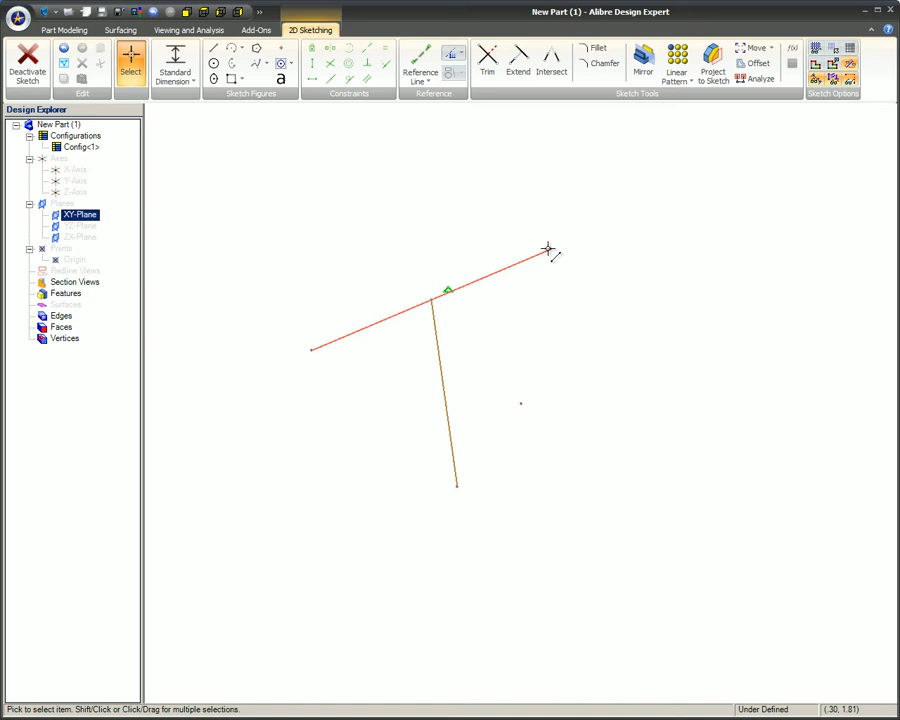 New Part (1) - Alibre Design Expert
Part Modeling Surfacing Viewing and Analysis Add-Ons 2D Sketching
Deactivate Sketch
Edit
Select
Standard Dimension
a
Sketch Figures
Constraints
Reference Line
Reference
Trim
Extend
Intersect
Fillet
Chamfer
Mirror
Linear Pattern
Project to Sketch
Move
Offset
Analyze
f(x)
Sketch Tools
Sketch Options
Design Explorer
New Part (1)
Configurations
Config<1>
Axes
X-Axis
Y-Axis
Z-Axis
Planes
XY-Plane
YZ-Plane
ZX-Plane
Points
Origin
Redline Views
Section Views
Features
Surfaces
Edges
Faces
Vertices
Pick to select item. Shift/Click or Click/Drag for multiple selections. Under Defined (.30, 1.81)